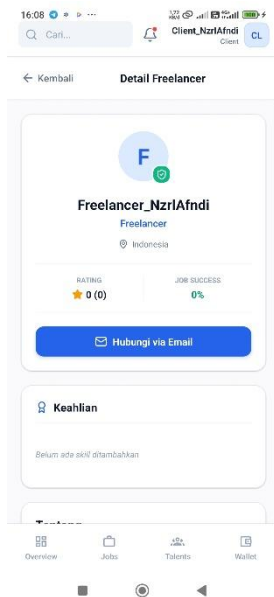 16:08
Cari...
Client_NzrlAfndi
Client
CL
Kembali
Detail Freelancer
F
Freelancer_NzrlAfndi
Freelancer
Indonesia
RATING
JOB SUCCESS
0 (0)
0%
Hubungi via Email
Keahlian
Belum ada skill ditambahkan
Tentang
Overview
Jobs
Talents
Wallet